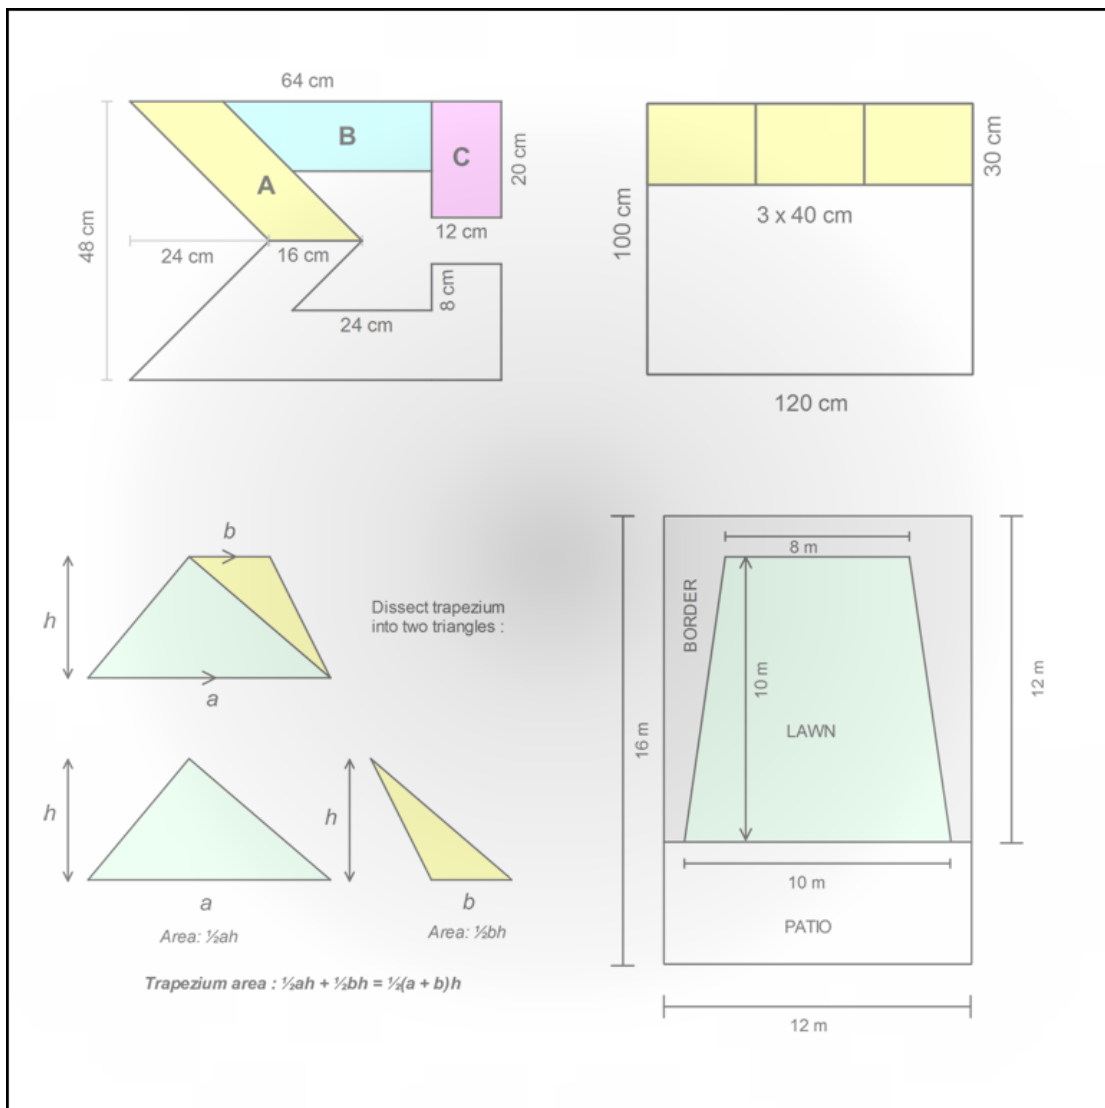 64 cm
B
C
A
20 cm
48 cm
12 cm
24 cm
16 cm
8 cm
24 cm
30 cm
100 cm
3 x 40 cm
120 cm
b
h
a
Dissect trapezium
into two triangles :
h
a
Area: ½ah
h
b
Area: ½bh
Trapezium area : ½ah + ½bh = ½(a + b)h
8 m
BORDER
10 m
LAWN
12 m
16 m
10 m
PATIO
12 m